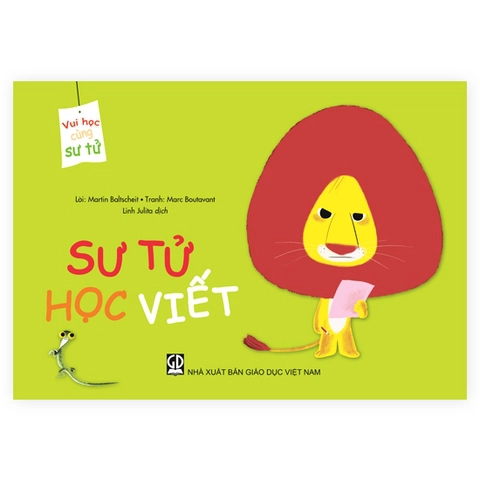 Vui học
cùng
sư tử
Lời: Martin Baltscheit • Tranh: Marc Boutavant
Linh Julita dịch
SƯ TỬ
HỌC VIẾT
GD
NHÀ XUẤT BẢN GIÁO DỤC VIỆT NAM